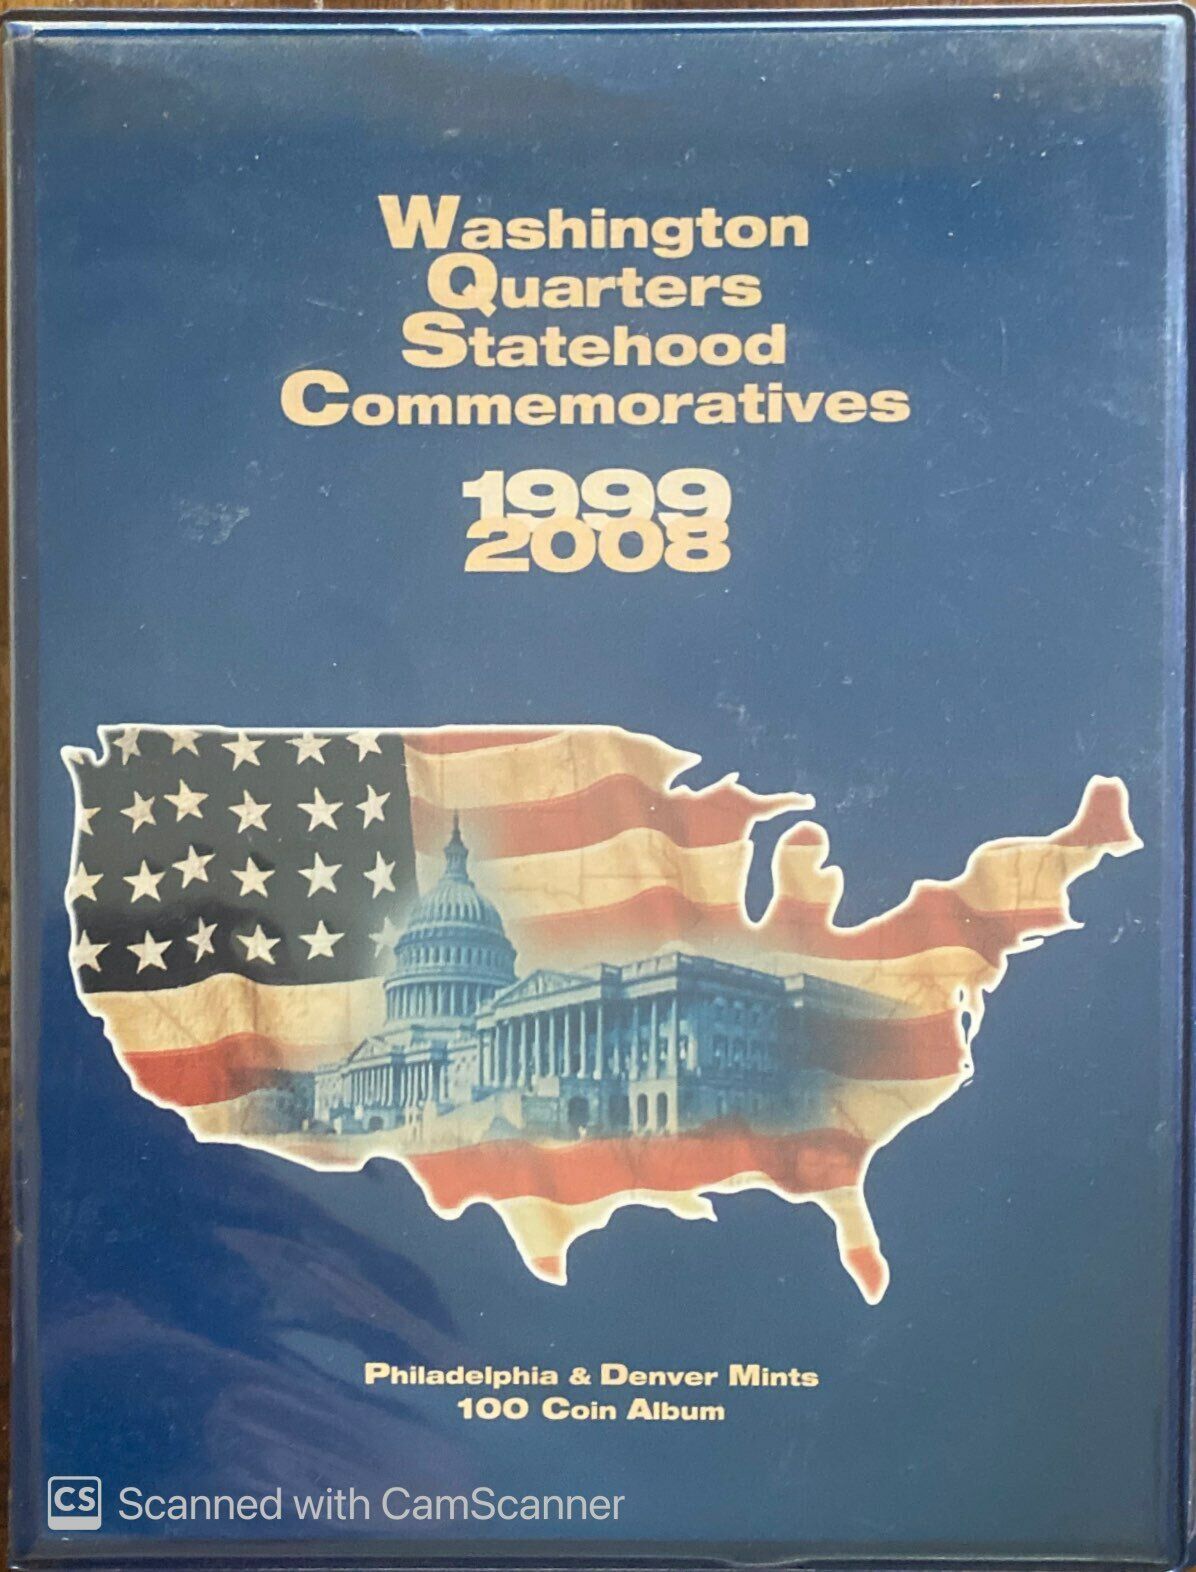 Washington
Quarters
Statehood
Commemoratives
1999
2008
Philadelphia & Denver Mints
100 Coin Album
CS Scanned with CamScanner